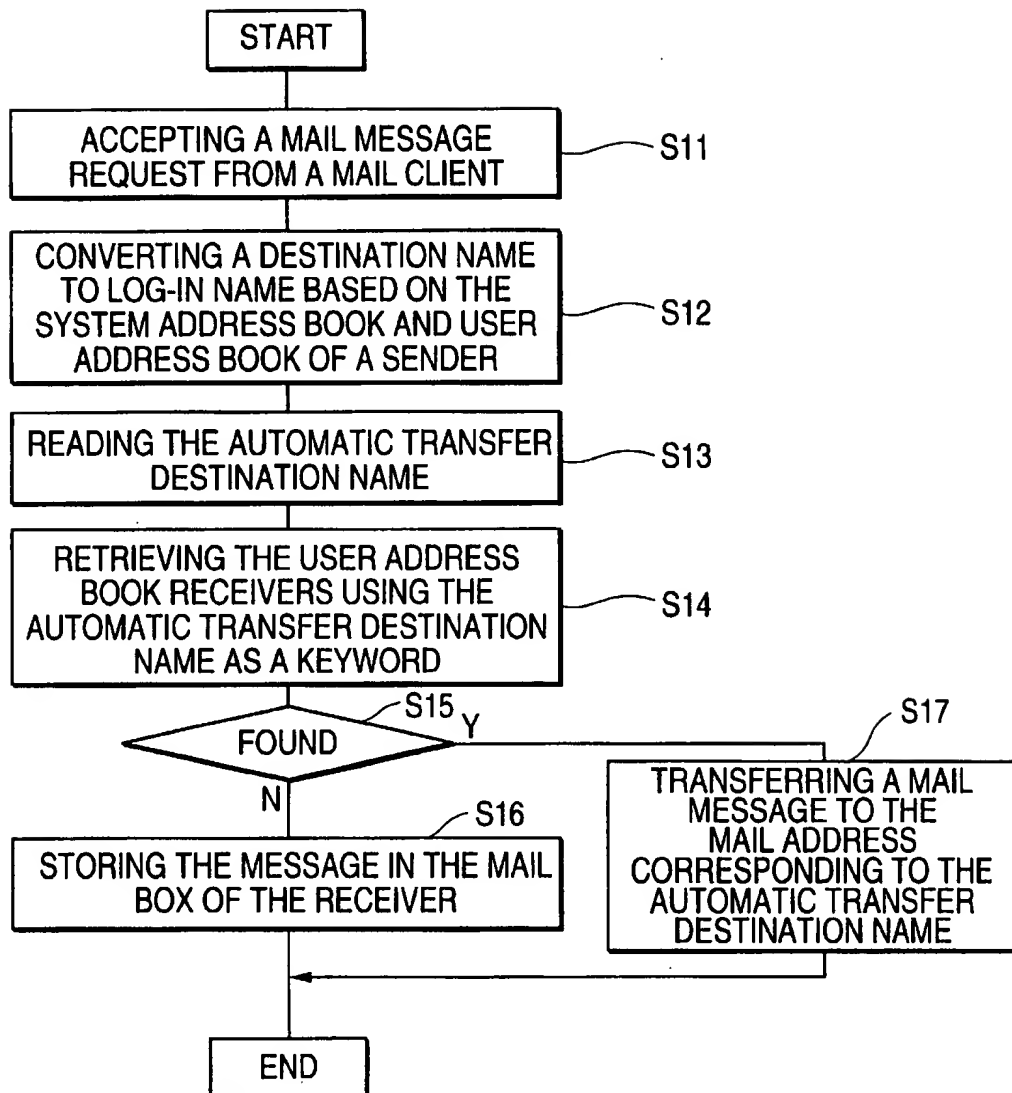 START
ACCEPTING A MAIL MESSAGE
REQUEST FROM A MAIL CLIENT
S11
CONVERTING A DESTINATION NAME
TO LOG-IN NAME BASED ON THE
SYSTEM ADDRESS BOOK AND USER
ADDRESS BOOK OF A SENDER
S12
READING THE AUTOMATIC TRANSFER
DESTINATION NAME
S13
RETRIEVING THE USER ADDRESS
BOOK RECEIVERS USING THE
AUTOMATIC TRANSFER DESTINATION
NAME AS A KEYWORD
S14
S15
FOUND
Y
N
S17
TRANSFERRING A MAIL
MESSAGE TO THE
MAIL ADDRESS
CORRESPONDING TO THE
AUTOMATIC TRANSFER
DESTINATION NAME
S16
STORING THE MESSAGE IN THE MAIL
BOX OF THE RECEIVER
END